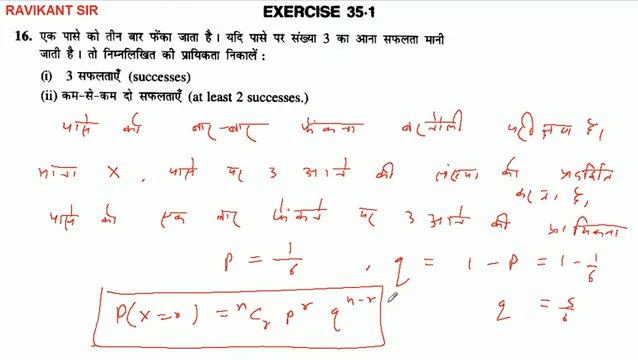 RAVIKANT SIR
EXERCISE 35·1
16. एक पासे को तीन बार फेंका जाता है। यदि पासे पर संख्या 3 का आना सफलता मानी
जाती है। तो निम्नलिखित की प्रायिकता निकालें :
(i) 3 सफलताएँ (successes)
(ii) कम-से-कम दो सफलताएँ (at least 2 successes.)
पासे को बार-बार फेंकना बरनौली परीक्षण है।
माना X, पासे पर 3 आने की संख्या को प्रदर्शित
करता है,
पासे को एक बार फेंकने पर 3 आने की प्रायिकता
P = 1/6 , q = 1 - P = 1 - 1/6
P(X=r) = ⁿCᵣ pʳ qⁿ⁻ʳ q = 5/6